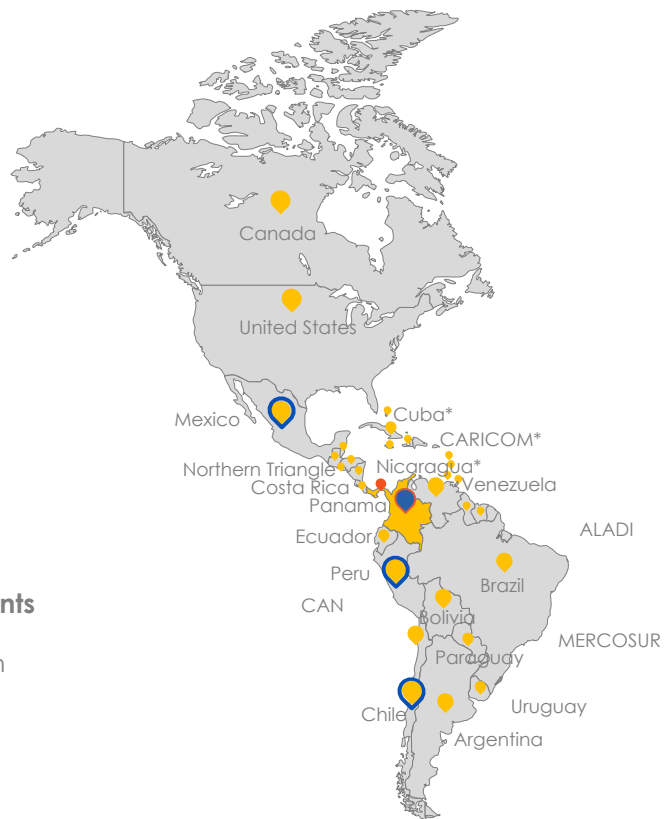 Canada
United States
Mexico
Cuba*
CARICOM*
Northern Triangle
Nicaragua*
Costa Rica
Venezuela
Panama
Ecuador
ALADI
Peru
Brazil
CAN
Bolivia
nts
MERCOSUR
Paraguay
n
Uruguay
Chile
Argentina